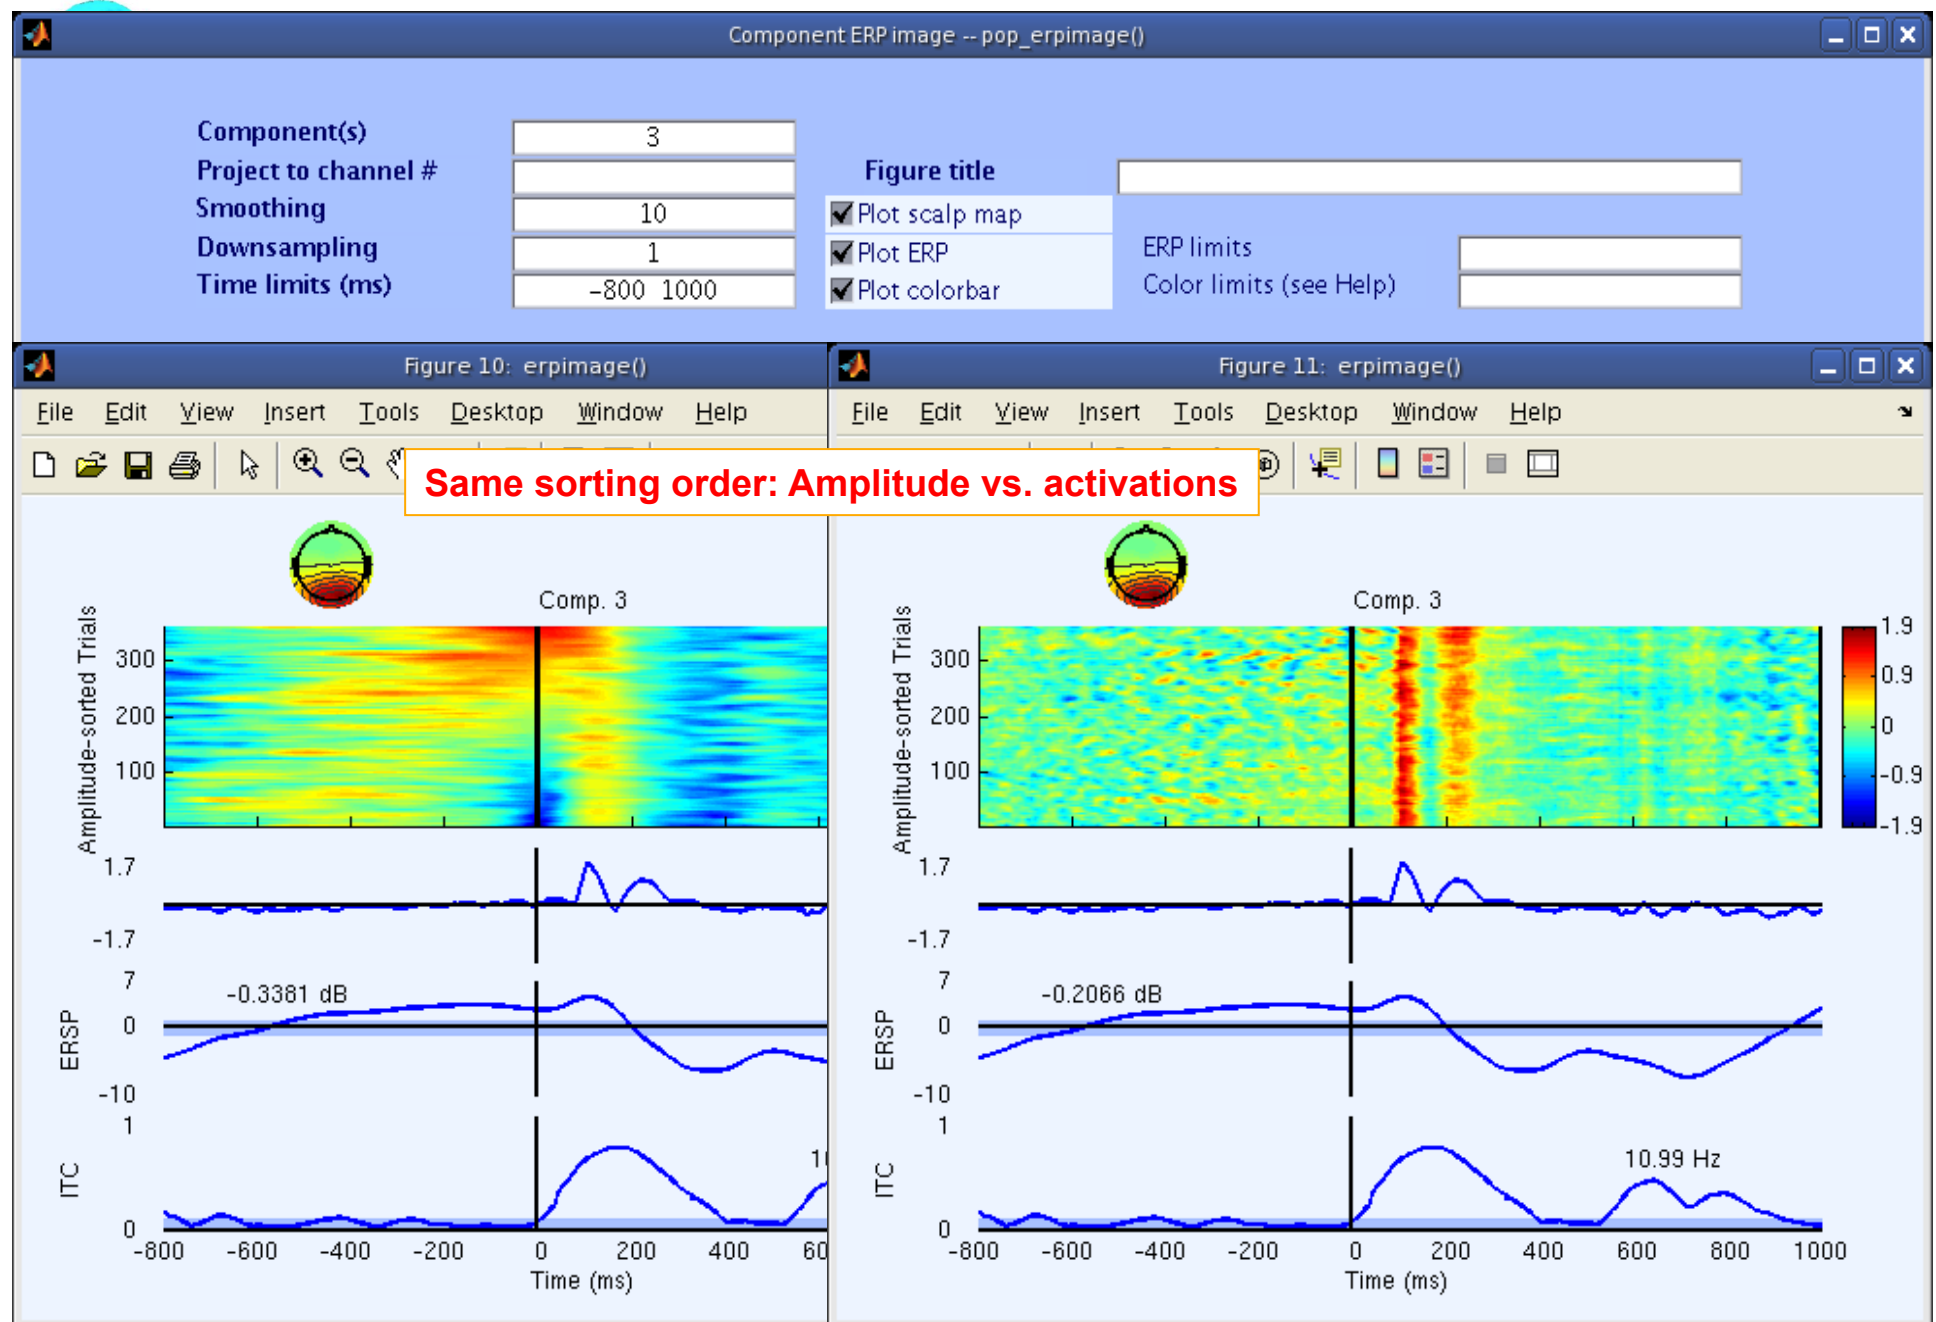 Component ERP image -- pop_erpimage()
Component(s) 3
Project to channel # Figure title
Smoothing 10 Plot scalp map
Downsampling 1 Plot ERP ERP limits
Time limits (ms) -800 1000 Plot colorbar Color limits (see Help)
Figure 10: erpimage()
File Edit View Insert Tools Desktop Window Help
Figure 11: erpimage()
File Edit View Insert Tools Desktop Window Help
Same sorting order: Amplitude vs. activations
Comp. 3
Amplitude-sorted Trials
300
200
100
1.7
-1.7
7
-0.3381 dB
ERSP
0
-10
1
ITC
0
-800 -600 -400 -200 0 200 400 60
Time (ms)
Comp. 3
Amplitude-sorted Trials
300
200
100
1.9
0.9
0
-0.9
-1.9
1.7
-1.7
7
-0.2066 dB
ERSP
0
-10
1
10.99 Hz
ITC
0
-800 -600 -400 -200 0 200 400 600 800 1000
Time (ms)